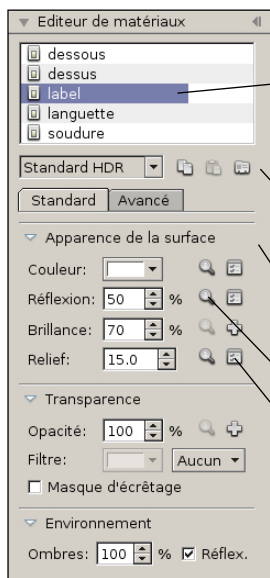 Editeur de matériaux
dessous
dessus
label
languette
soudure
Standard HDR
Standard Avancé
Apparence de la surface
Couleur:
Réflexion: 50 %
Brillance: 70 %
Relief: 15.0
Transparence
Opacité: 100 %
Filtre: Aucun
Masque d'écrêtage
Environnement
Ombres: 100 % Réflex.